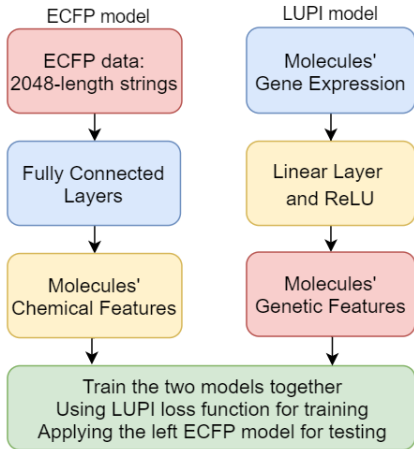 ECFP model
LUPI model
ECFP data:
2048-length strings
Molecules'
Gene Expression
Fully Connected
Layers
Linear Layer
and ReLU
Molecules'
Chemical Features
Molecules'
Genetic Features
Train the two models together
Using LUPI loss function for training
Applying the left ECFP model for testing